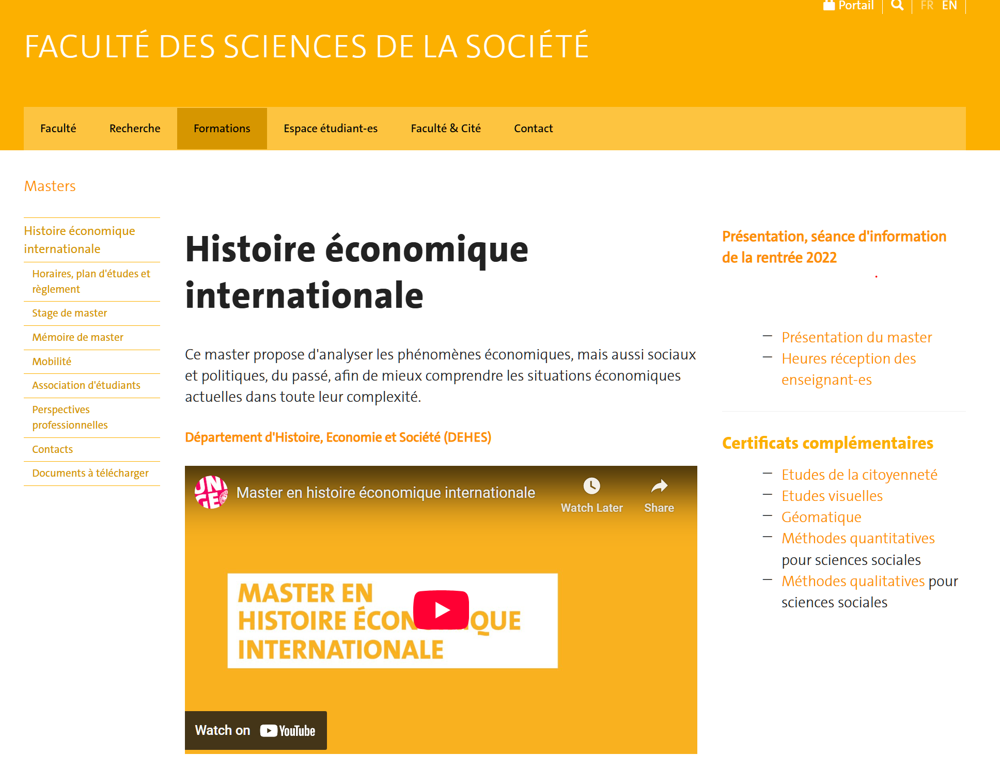 Portail
FR EN
FACULTÉ DES SCIENCES DE LA SOCIÉTÉ
Faculté Recherche Formations Espace étudiant-es Faculté & Cité Contact
Masters
Histoire économique
internationale
Horaires, plan d'études et
règlement
Stage de master
Mémoire de master
Mobilité
Association d'étudiants
Perspectives
professionnelles
Contacts
Documents à télécharger
Histoire économique
internationale
Ce master propose d'analyser les phénomènes économiques, mais aussi sociaux
et politiques, du passé, afin de mieux comprendre les situations économiques
actuelles dans toute leur complexité.
Département d'Histoire, Economie et Société (DEHES)
UNI
GE
Master en histoire économique internationale
Watch Later
Share
MASTER EN
HISTOIRE ÉCONOMIQUE
INTERNATIONALE
Watch on YouTube
Présentation, séance d'information
de la rentrée 2022
.
— Présentation du master
— Heures réception des
enseignant-es
Certificats complémentaires
— Etudes de la citoyenneté
— Etudes visuelles
— Géomatique
— Méthodes quantitatives
pour sciences sociales
— Méthodes qualitatives pour
sciences sociales